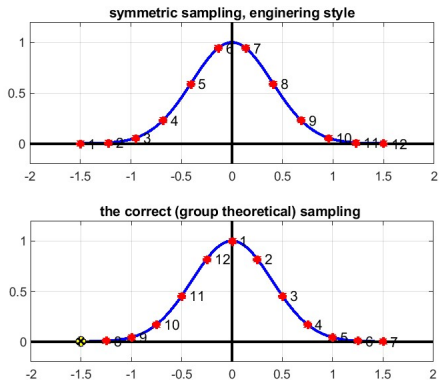 symmetric sampling, enginering style
1
0.5
0
1 2 3 4 5 6 7 8 9 10 11 12
-2 -1.5 -1 -0.5 0 0.5 1 1.5 2
the correct (group theoretical) sampling
1
0.5
0
8 9 10 11 12 1 2 3 4 5 6 7
-2 -1.5 -1 -0.5 0 0.5 1 1.5 2